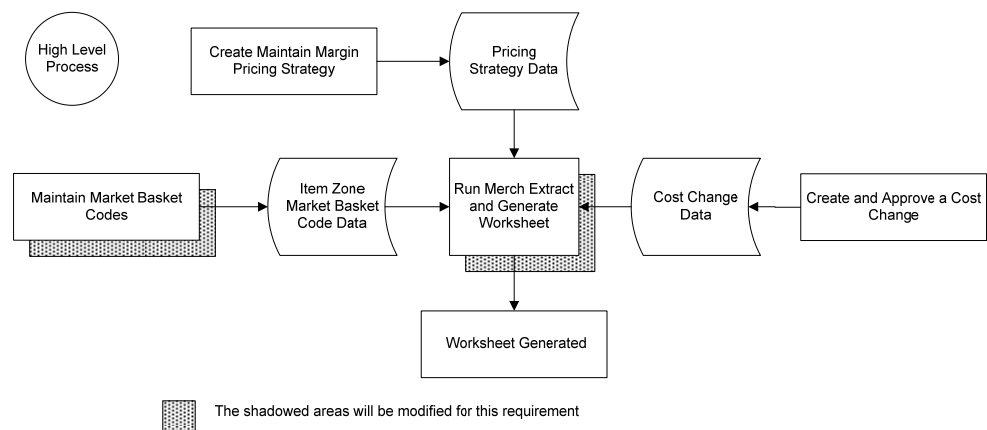 High Level
Process
Create Maintain Margin
Pricing Strategy
Pricing
Strategy Data
Maintain Market Basket
Codes
Item Zone
Market Basket
Code Data
Run Merch Extract
and Generate
Worksheet
Cost Change
Data
Create and Approve a Cost
Change
Worksheet Generated
The shadowed areas will be modified for this requirement